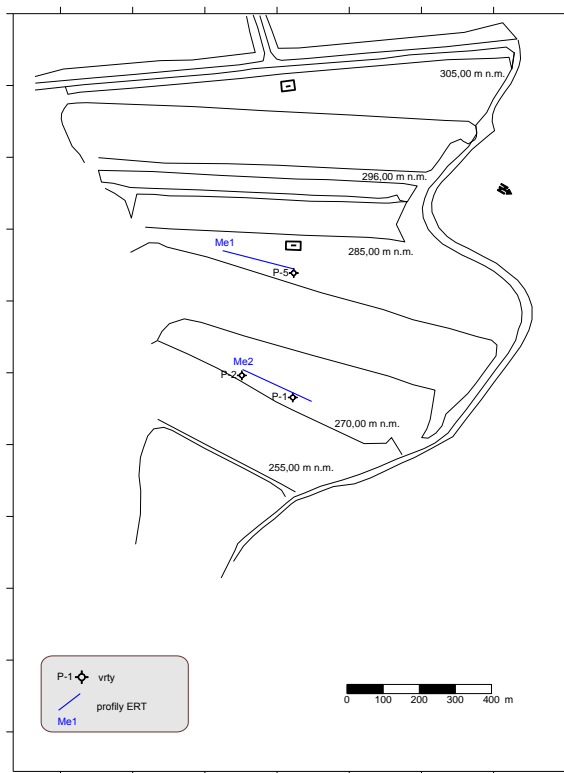 305,00 m n.m.
296,00 m n.m.
N
285,00 m n.m.
Me1
P-5
Me2
P-2
P-1
270,00 m n.m.
255,00 m n.m.
P-1 vrty
profily ERT
Me1
0 100 200 300 400 m